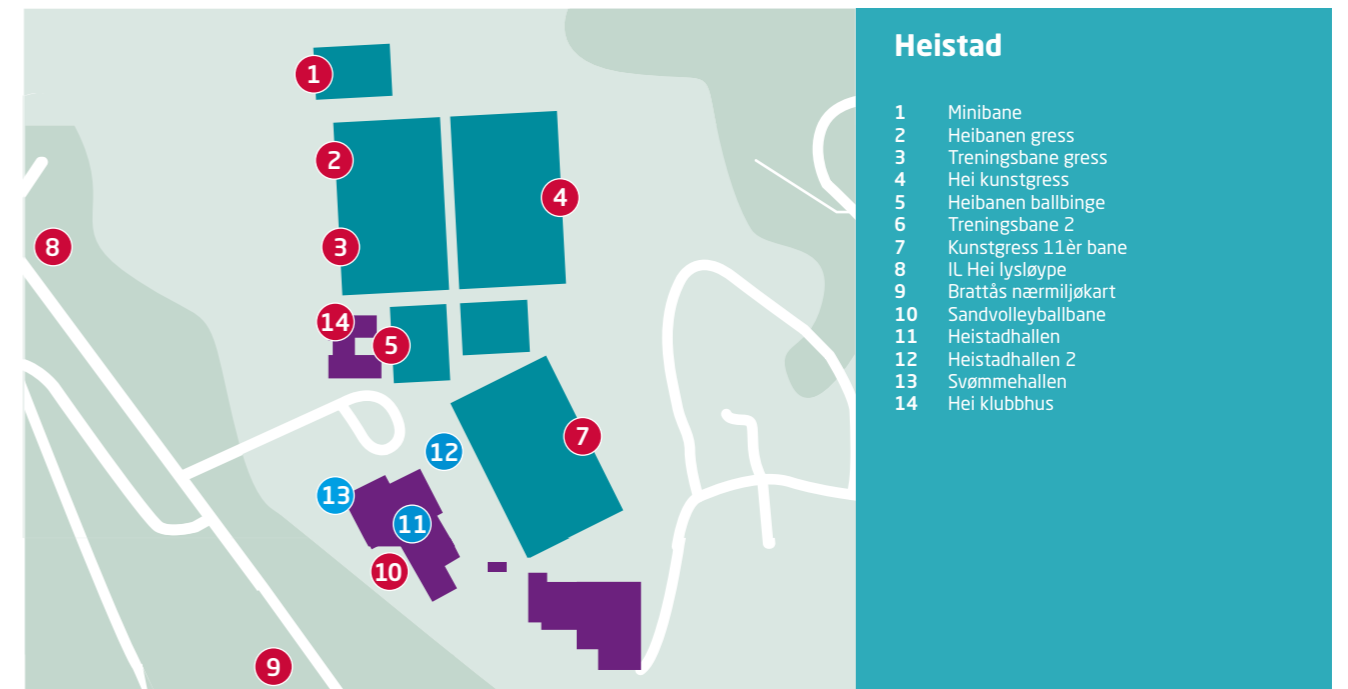 Heistad
1 Minibane
2 Heibanen gress
3 Treningsbane gress
4 Hei kunstgress
5 Heibanen ballbinge
6 Treningsbane 2
7 Kunstgress 11èr bane
8 IL Hei lysløype
9 Brattås nærmiljøkart
10 Sandvolleyballbane
11 Heistadhallen
12 Heistadhallen 2
13 Svømmehallen
14 Hei klubbhus
1
2
4
3
8
14
5
7
12
13
11
10
9